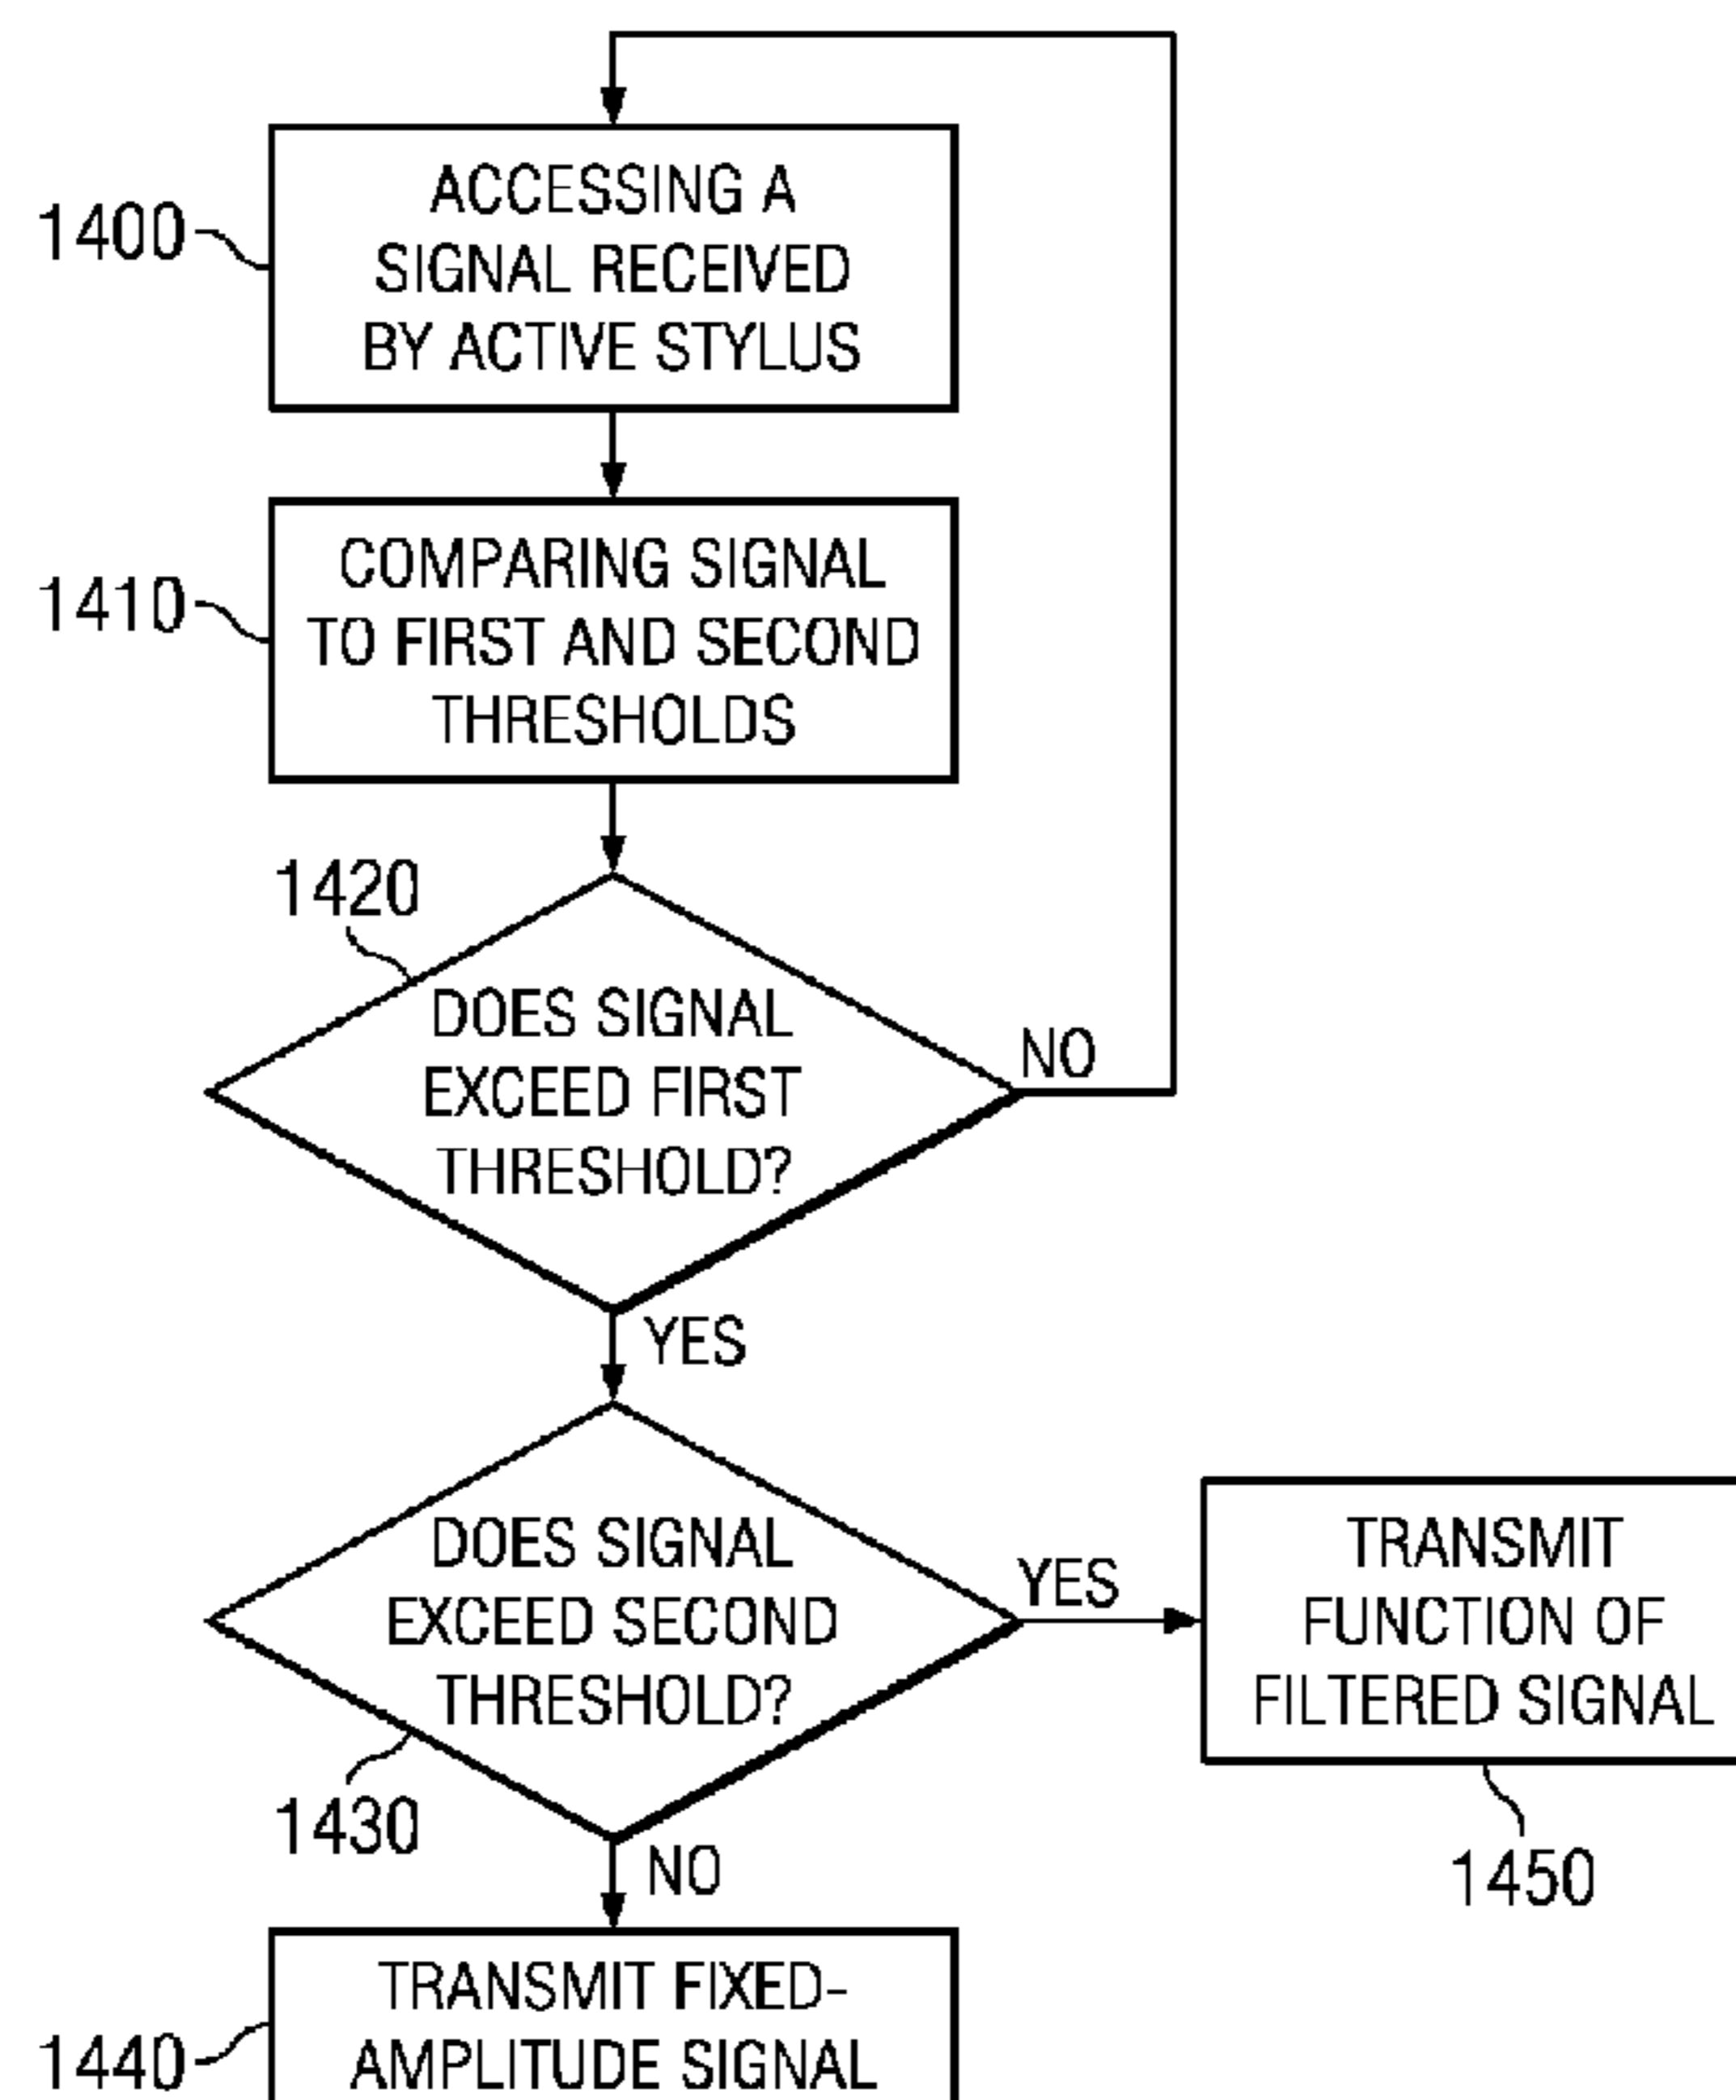 1400
ACCESSING A
SIGNAL RECEIVED
BY ACTIVE STYLUS
1410
COMPARING SIGNAL
TO FIRST AND SECOND
THRESHOLDS
1420
DOES SIGNAL
EXCEED FIRST
THRESHOLD?
NO
YES
DOES SIGNAL
EXCEED SECOND
THRESHOLD?
YES
1430
NO
TRANSMIT
FUNCTION OF
FILTERED SIGNAL
1450
1440
TRANSMIT FIXED-
AMPLITUDE SIGNAL